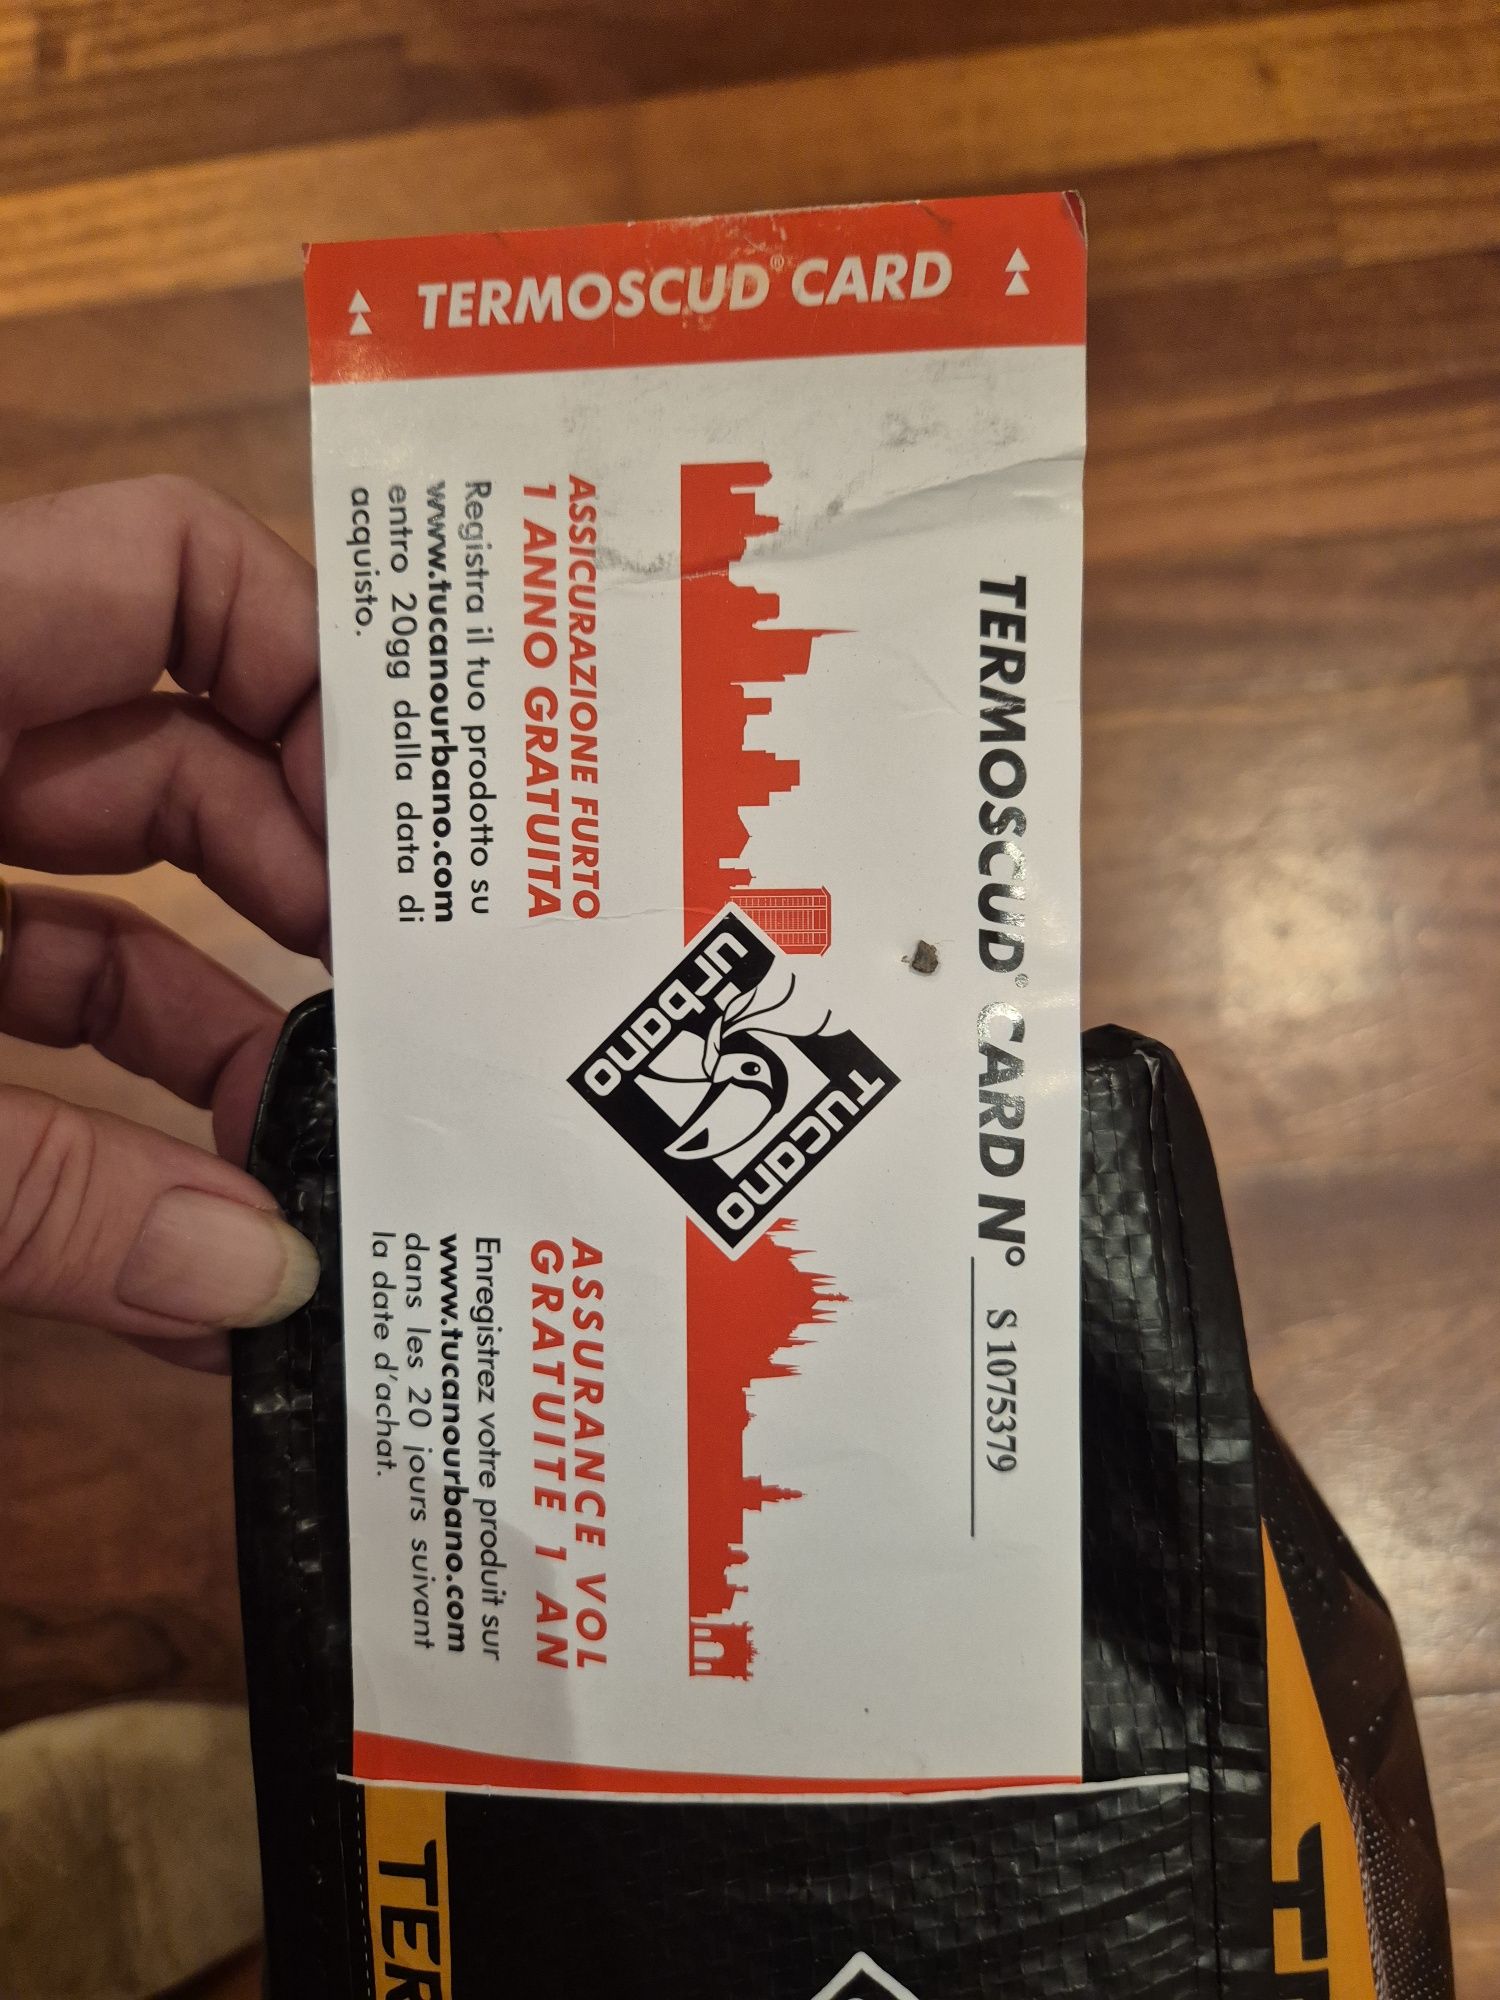 TERMOSCUD® CARD
TERMOSCUD® CARD N° S 1075379
tucano
urbano
ASSICURAZIONE FURTO
1 ANNO GRATUITA
Registra il tuo prodotto su
www.tucanourbano.com
entro 20gg dalla data di
acquisto.
ASSURANCE VOL
GRATUITE 1 AN
Enregistrez votre produit sur
www.tucanourbano.com
dans les 20 jours suivant
la date d'achat.